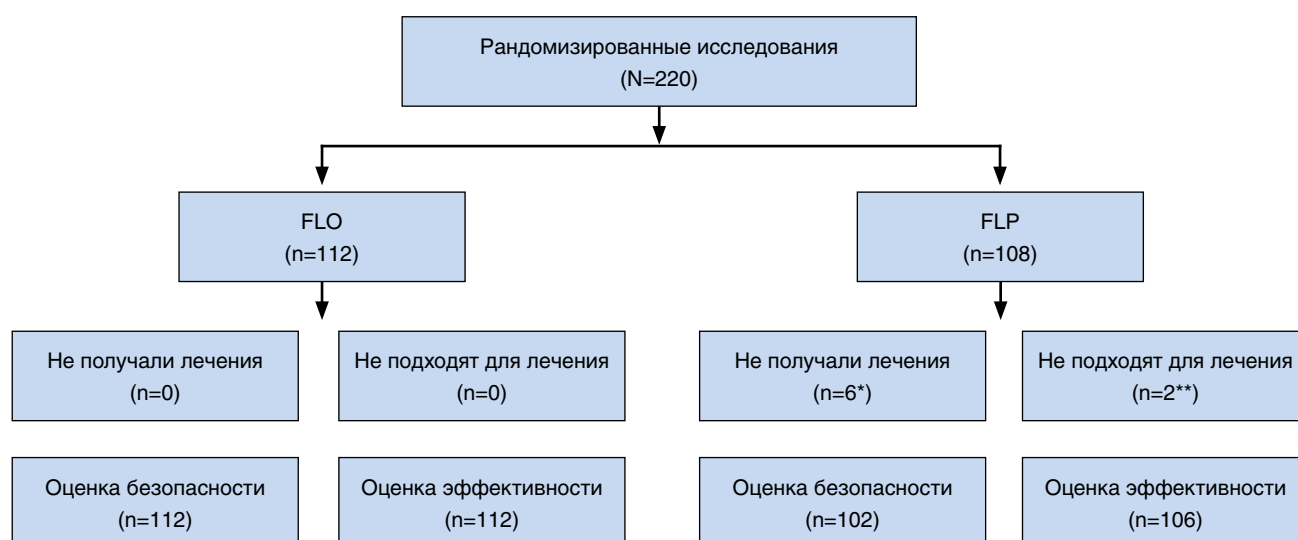 Рандомизированные исследования
(N=220)
FLO
(n=112)
FLP
(n=108)
Не получали лечения
(n=0)
Не подходят для лечения
(n=0)
Не получали лечения
(n=6*)
Не подходят для лечения
(n=2**)
Оценка безопасности
(n=112)
Оценка эффективности
(n=112)
Оценка безопасности
(n=102)
Оценка эффективности
(n=106)